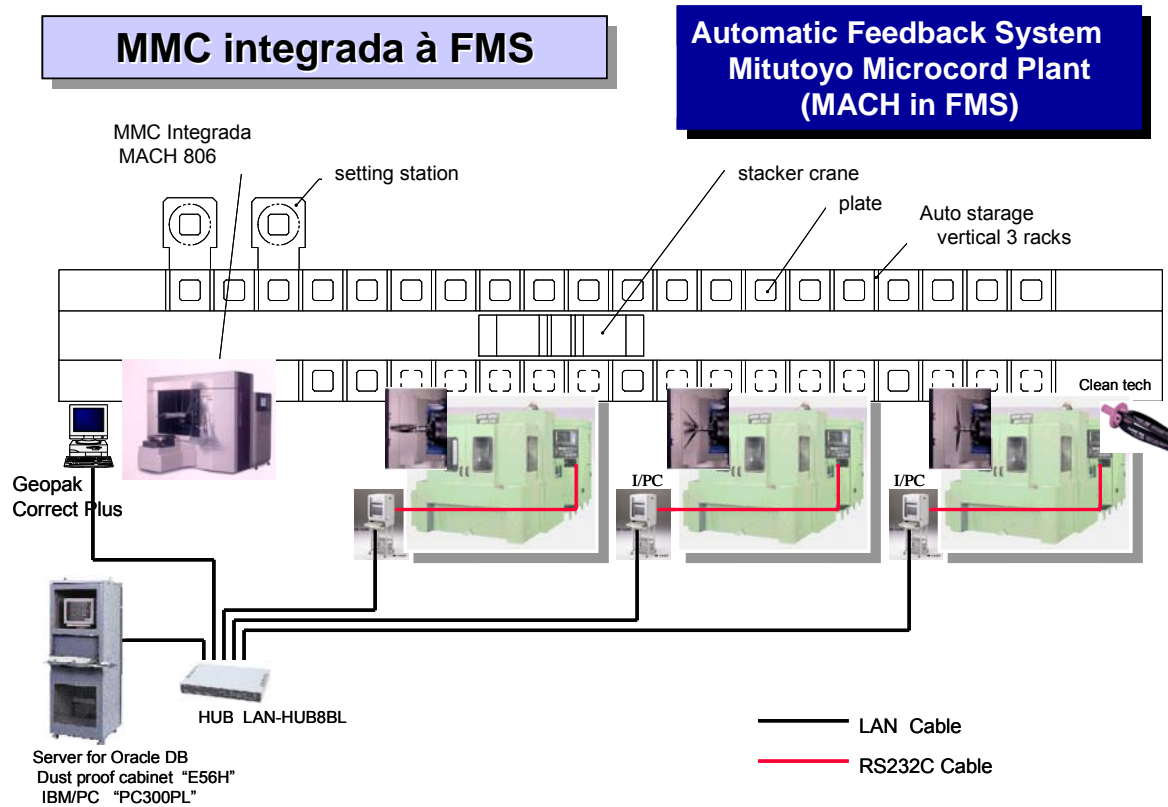 MMC integrada à FMS
Automatic Feedback System
Mitutoyo Microcord Plant
(MACH in FMS)
MMC Integrada
MACH 806
setting station
stacker crane
plate
Auto starage
vertical 3 racks
Clean tech
Geopak
Correct Plus
I/PC
I/PC
HUB LAN-HUB8BL
LAN Cable
RS232C Cable
Server for Oracle DB
Dust proof cabinet “E56H”
IBM/PC “PC300PL”